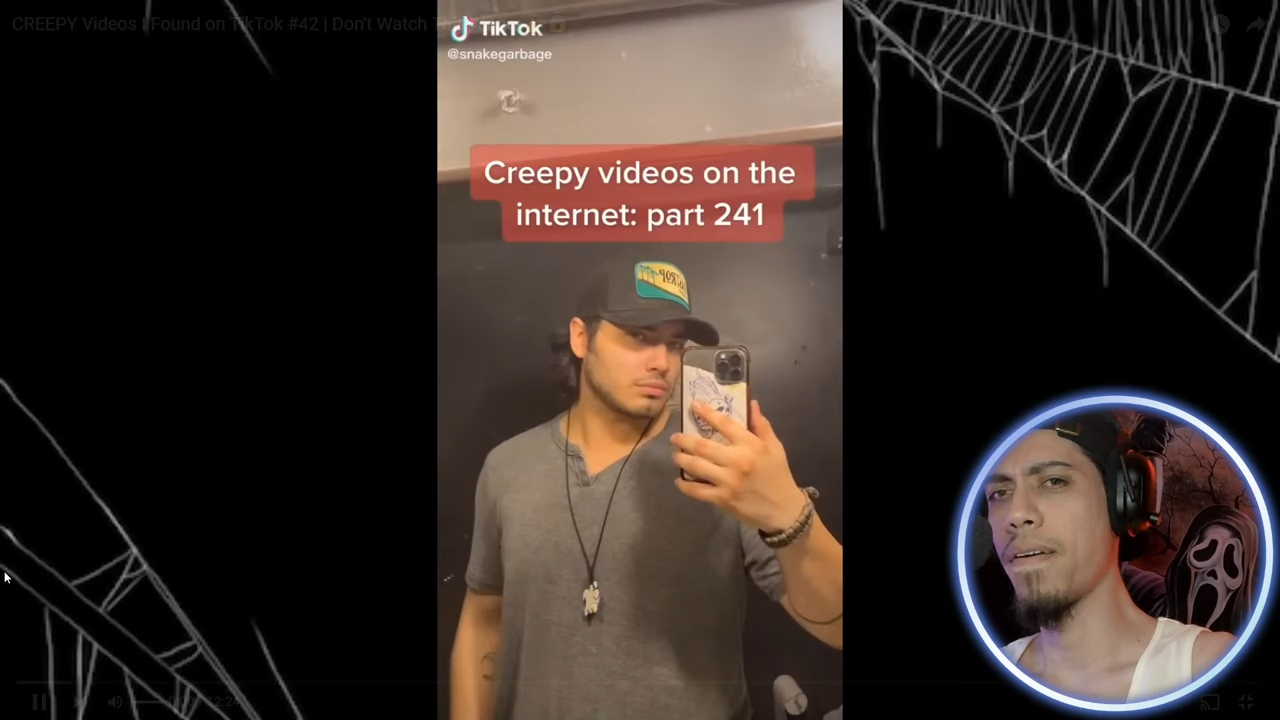 CREEPY Videos I Found on TikTok #42 | Don't Watch
TikTok
@snakegarbage
Creepy videos on the
internet: part 241